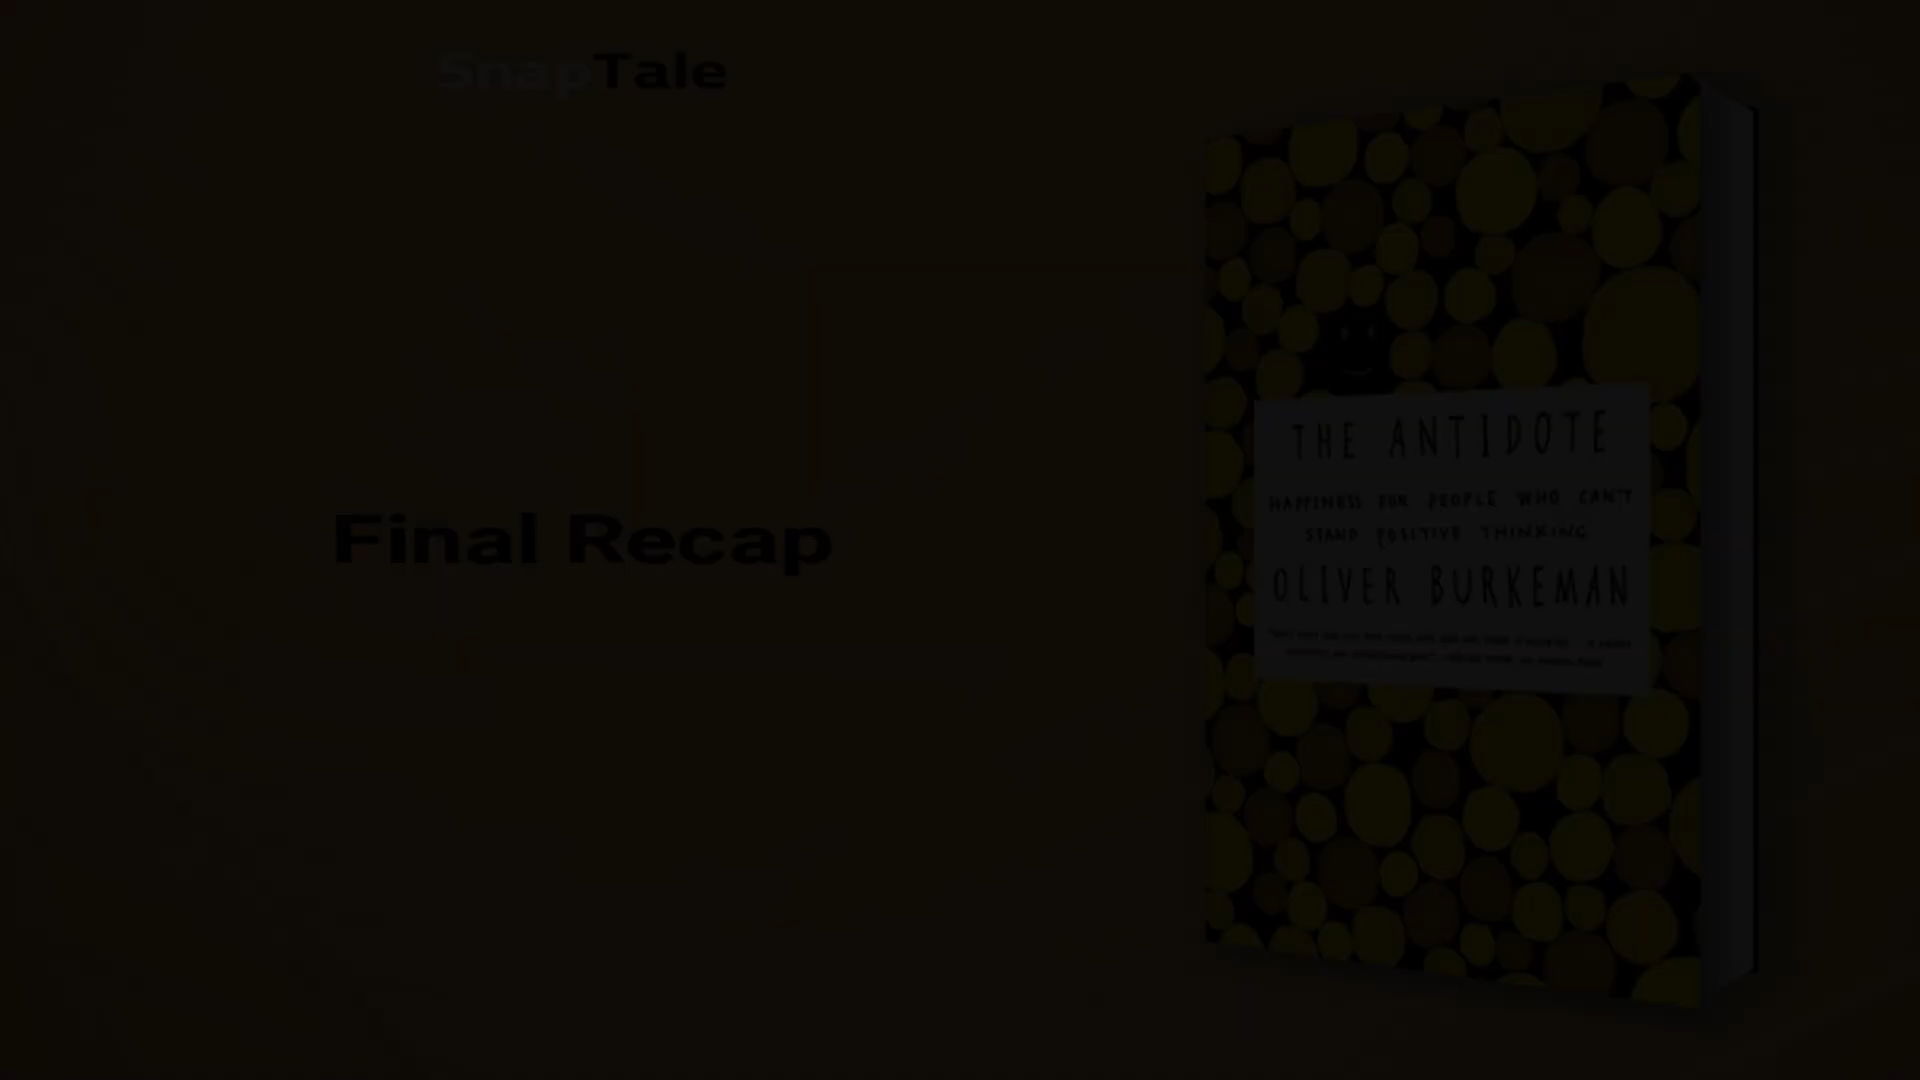 SnapTale
Final Recap
THE ANTIDOTE
HAPPINESS FOR PEOPLE WHO CAN'T
STAND POSITIVE THINKING
OLIVER BURKEMAN